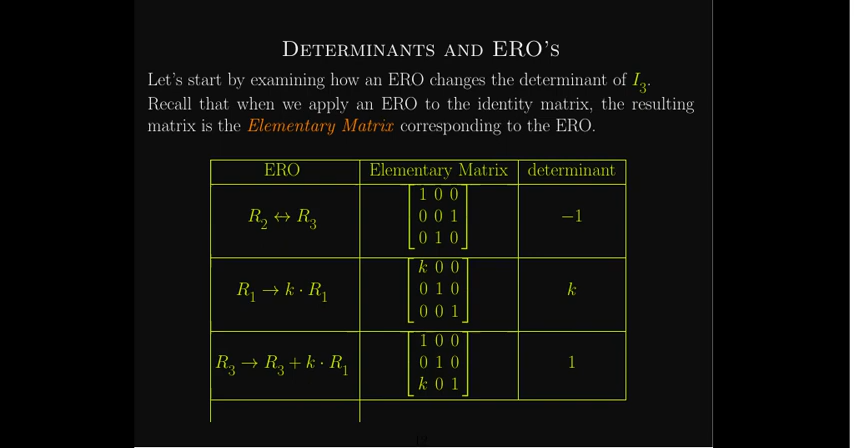 Determinants and ERO's
Let's start by examining how an ERO changes the determinant of I₃.
Recall that when we apply an ERO to the identity matrix, the resulting
matrix is the Elementary Matrix corresponding to the ERO.
ERO Elementary Matrix determinant
1 0 0
R₂ ↔ R₃ 0 0 1 −1
0 1 0
k 0 0
R₁ → k · R₁ 0 1 0 k
0 0 1
1 0 0
R₃ → R₃ + k · R₁ 0 1 0 1
k 0 1